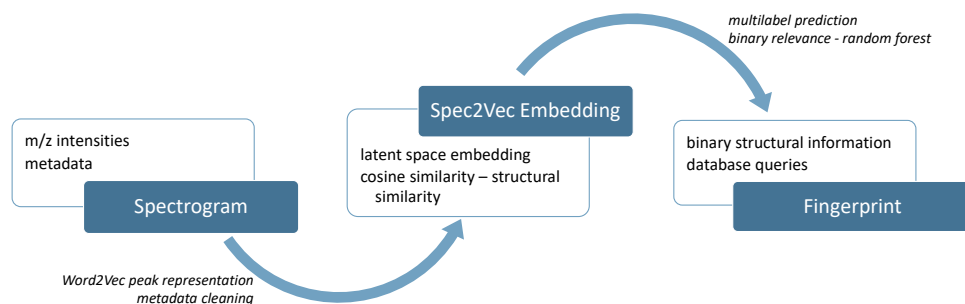 m/z intensities
metadata
Spectrogram
Word2Vec peak representation
metadata cleaning
Spec2Vec Embedding
latent space embedding
cosine similarity – structural
similarity
multilabel prediction
binary relevance - random forest
binary structural information
database queries
Fingerprint